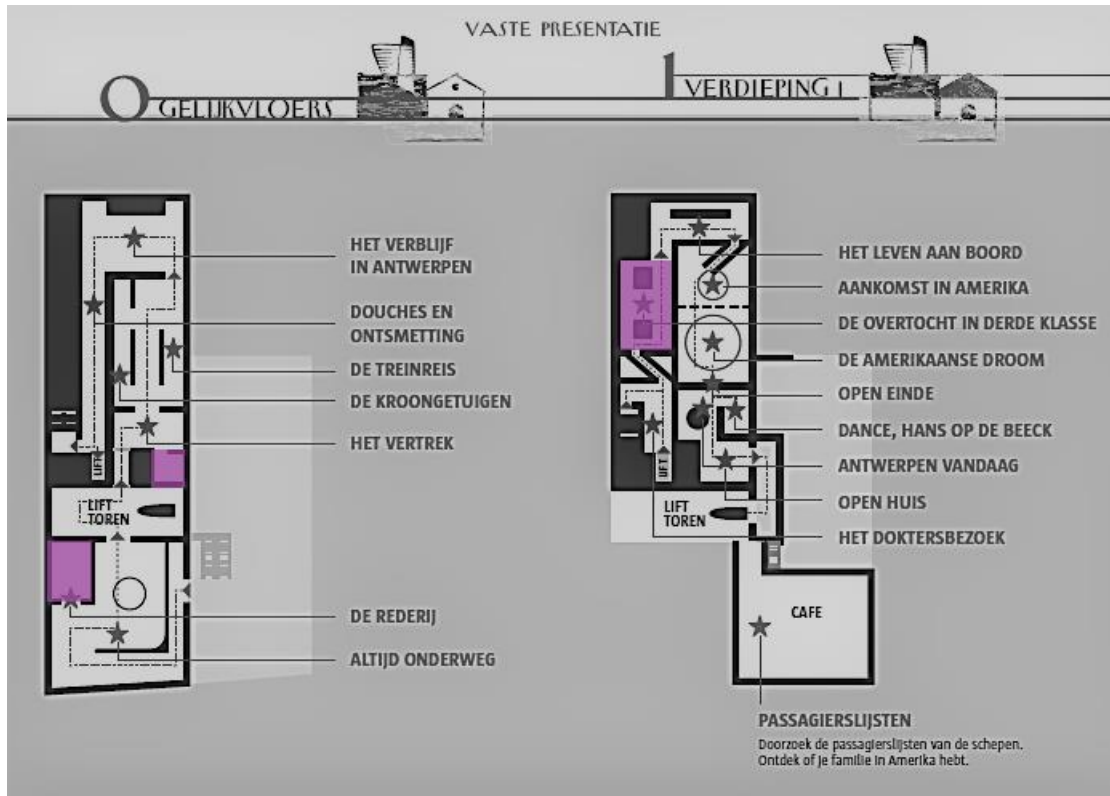 VASTE PRESENTATIE
0 GELIJKVLOERS
1 VERDIEPING 1
HET VERBLIJF
IN ANTWERPEN
DOUCHES EN
ONTSMETTING
DE TREINREIS
DE KROONGETUIGEN
HET VERTREK
LIFT
LIFT
TOREN
DE REDERIJ
ALTIJD ONDERWEG
HET LEVEN AAN BOORD
AANKOMST IN AMERIKA
DE OVERTOCHT IN DERDE KLASSE
DE AMERIKAANSE DROOM
OPEN EINDE
DANCE, HANS OP DE BEECK
ANTWERPEN VANDAAG
OPEN HUIS
HET DOKTERSBEZOEK
LIFT
LIFT
TOREN
CAFE
PASSAGIERSLIJSTEN
Doorzoek de passagierslijsten van de schepen.
Ontdek of je familie in Amerika hebt.